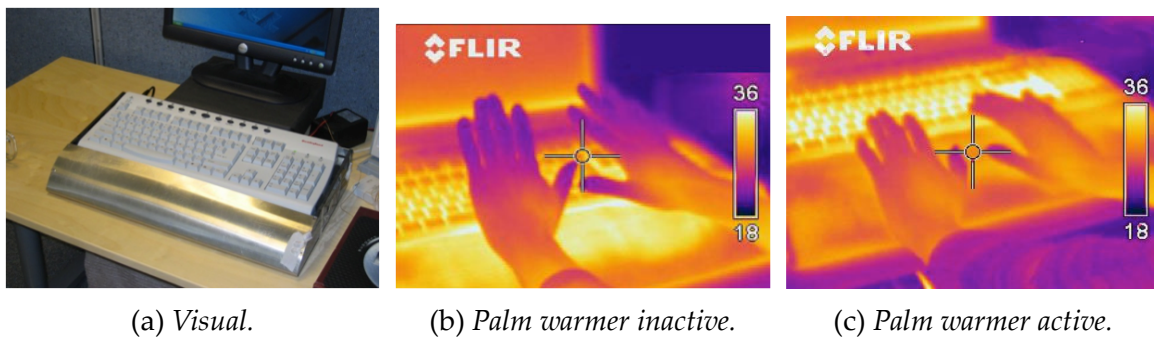 FLIR
36
18
FLIR
36
18
(a) Visual.
(b) Palm warmer inactive.
(c) Palm warmer active.